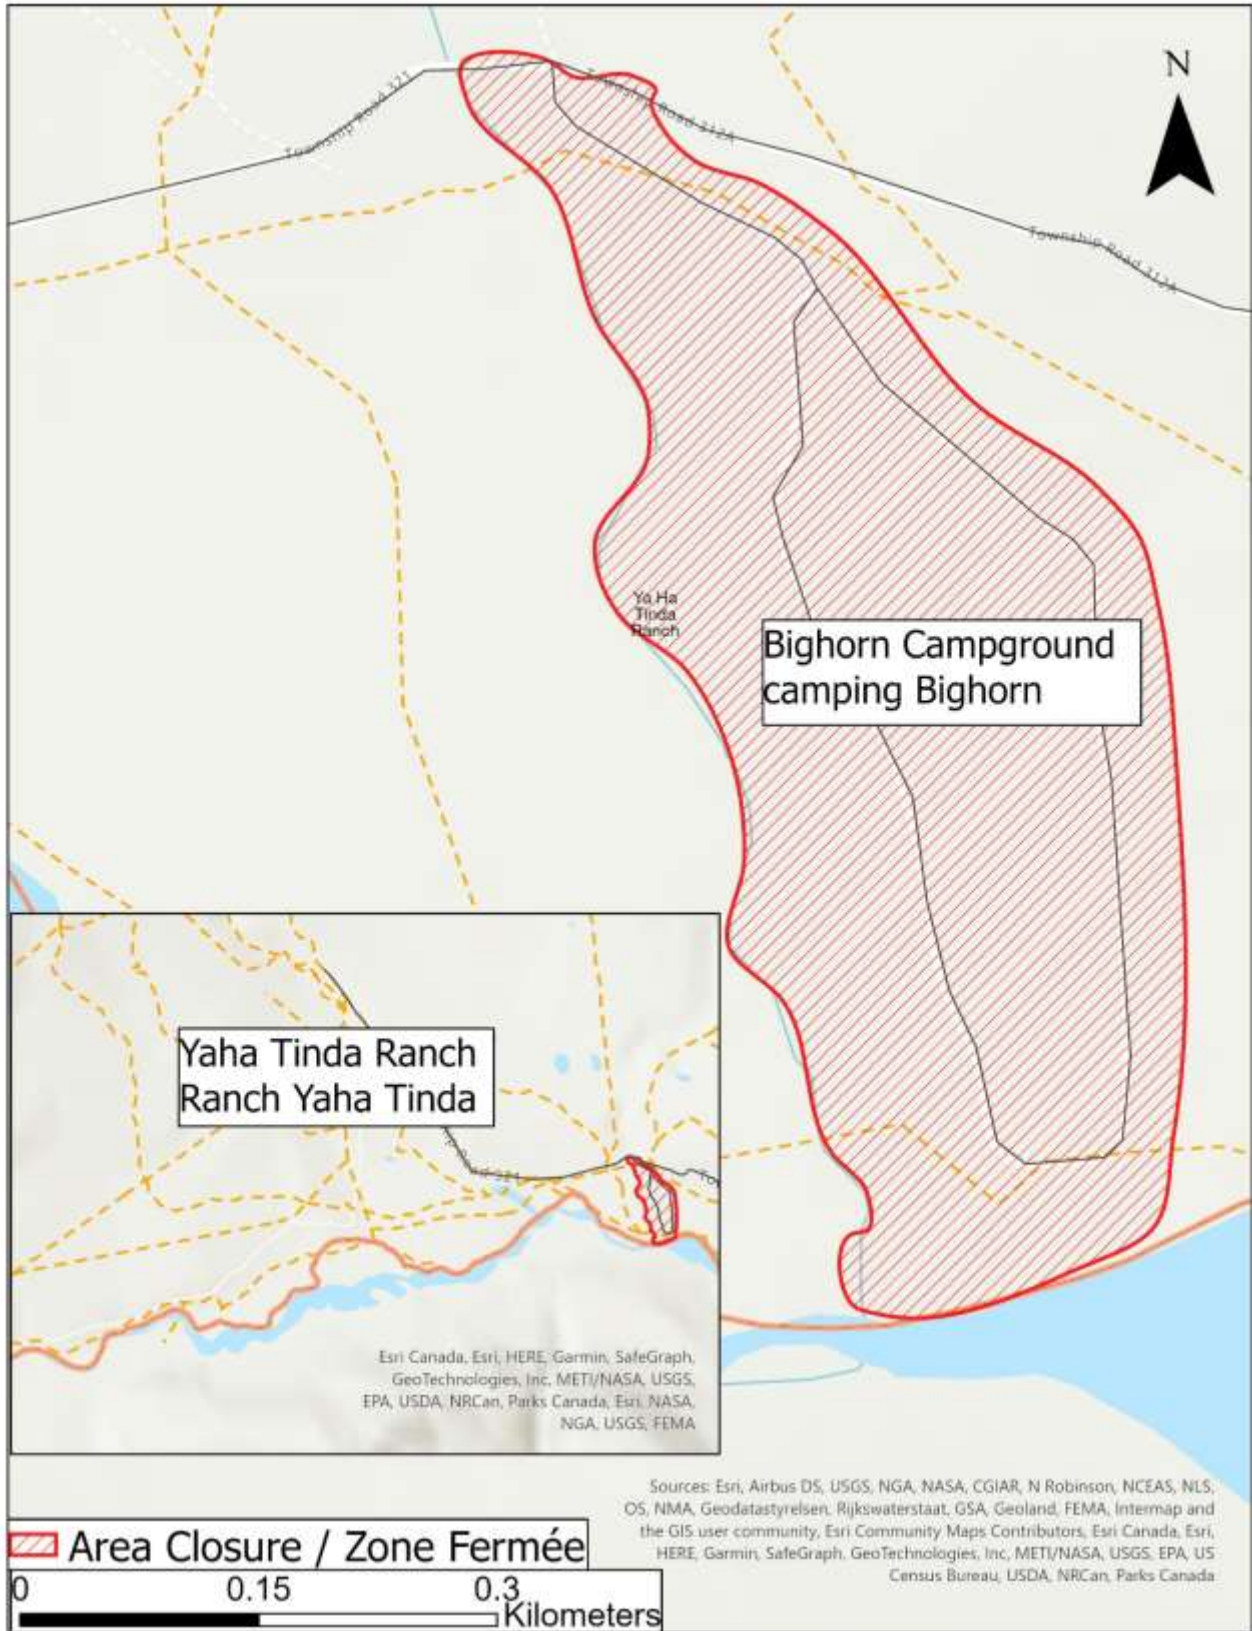 N
Township Road 321
Township Road 312A
Township Road 312A
Ya Ha
Tinda
Ranch
Bighorn Campground
camping Bighorn
Yaha Tinda Ranch
Ranch Yaha Tinda
Road 321
Tow
Esri Canada, Esri, HERE, Garmin, SafeGraph,
GeoTechnologies, Inc, METI/NASA, USGS,
EPA, USDA, NRCan, Parks Canada, Esri, NASA,
NGA, USGS, FEMA
Sources: Esri, Airbus DS, USGS, NGA, NASA, CGIAR, N Robinson, NCEAS, NLS,
OS, NMA, Geodatastyrelsen, Rijkswaterstaat, GSA, Geoland, FEMA, Intermap and
the GIS user community, Esri Community Maps Contributors, Esri Canada, Esri,
HERE, Garmin, SafeGraph, GeoTechnologies, Inc, METI/NASA, USGS, EPA, US
Census Bureau, USDA, NRCan, Parks Canada
Area Closure / Zone Fermée
0 0.15 0.3
Kilometers